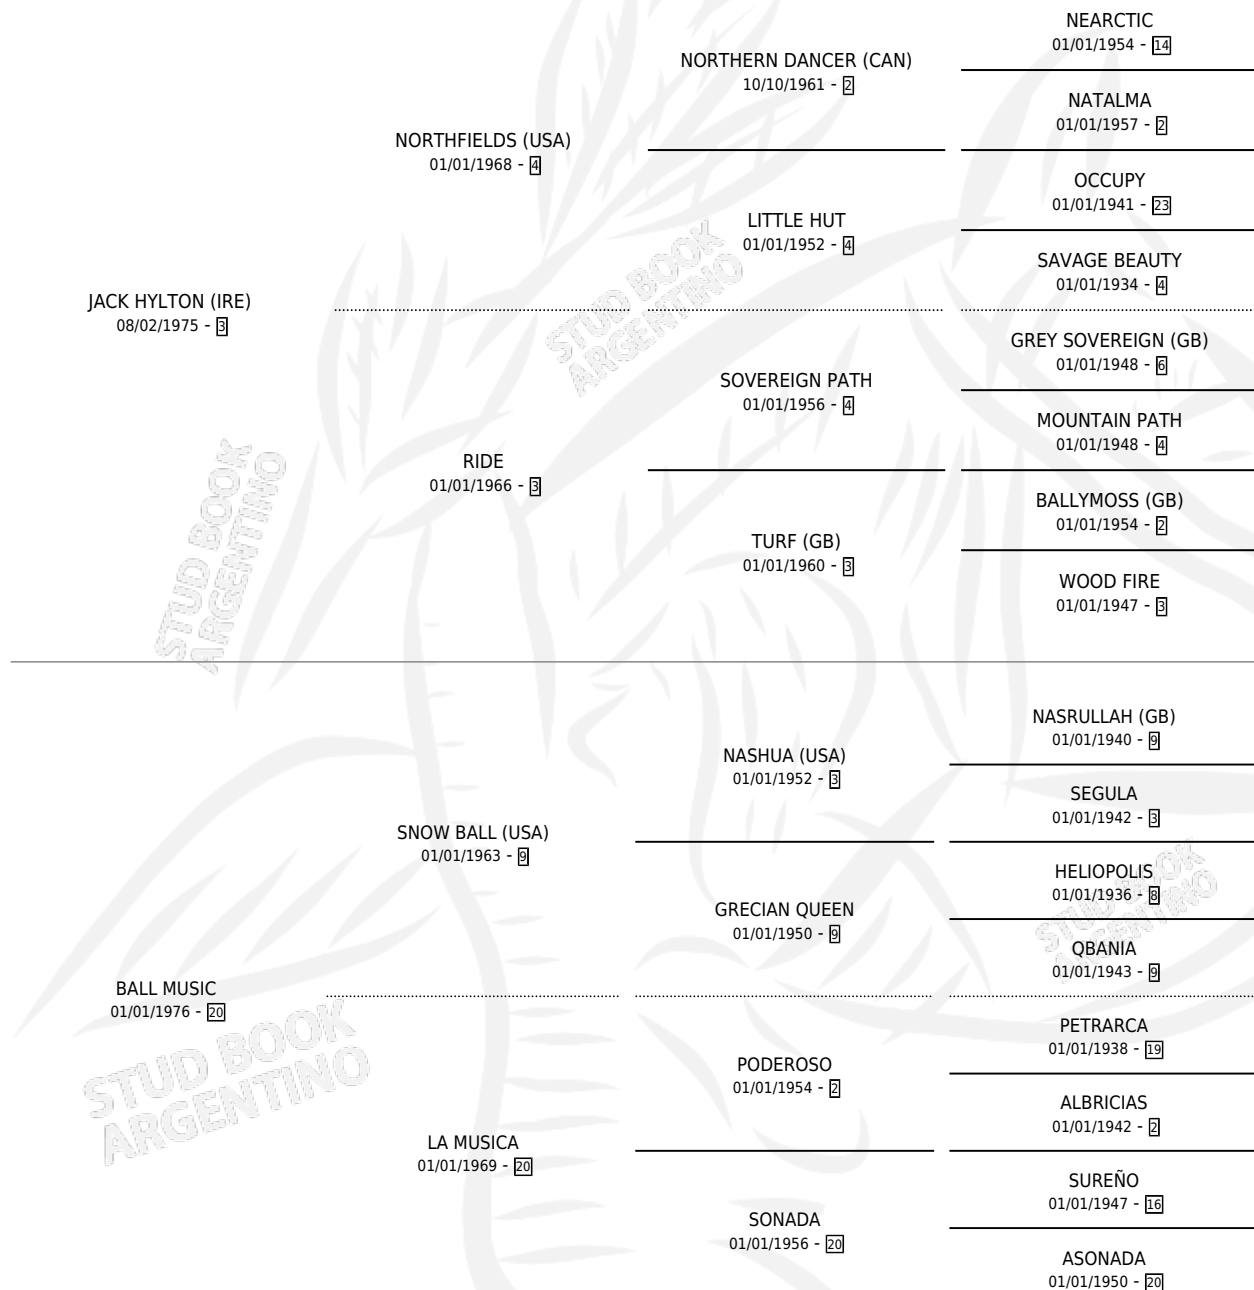 NEARCTIC
01/01/1954 - 14
NORTHERN DANCER (CAN)
10/10/1961 - 2
NATALMA
01/01/1957 - 2
NORTHFIELDS (USA)
01/01/1968 - 4
OCCUPY
01/01/1941 - 23
LITTLE HUT
01/01/1952 - 4
SAVAGE BEAUTY
01/01/1934 - 4
JACK HYLTON (IRE)
08/02/1975 - 3
GREY SOVEREIGN (GB)
01/01/1948 - 6
SOVEREIGN PATH
01/01/1956 - 4
MOUNTAIN PATH
01/01/1948 - 4
RIDE
01/01/1966 - 3
BALLYMOSS (GB)
01/01/1954 - 2
TURF (GB)
01/01/1960 - 3
WOOD FIRE
01/01/1947 - 3
NASRULLAH (GB)
01/01/1940 - 9
NASHUA (USA)
01/01/1952 - 3
SEGULA
01/01/1942 - 3
SNOW BALL (USA)
01/01/1963 - 9
HELIOPOLIS
01/01/1936 - 8
GRECIAN QUEEN
01/01/1950 - 9
QBANIA
01/01/1943 - 9
BALL MUSIC
01/01/1976 - 20
PETRARCA
01/01/1938 - 19
PODEROSO
01/01/1954 - 2
ALBRICIAS
01/01/1942 - 2
LA MUSICA
01/01/1969 - 20
SUREÑO
01/01/1947 - 16
SONADA
01/01/1956 - 20
ASONADA
01/01/1950 - 20
STUD BOOK
ARGENTINO
STUD BOOK
ARGENTINO
STUD BOOK
ARGENTINO
STUD BOOK
ARGENTINO